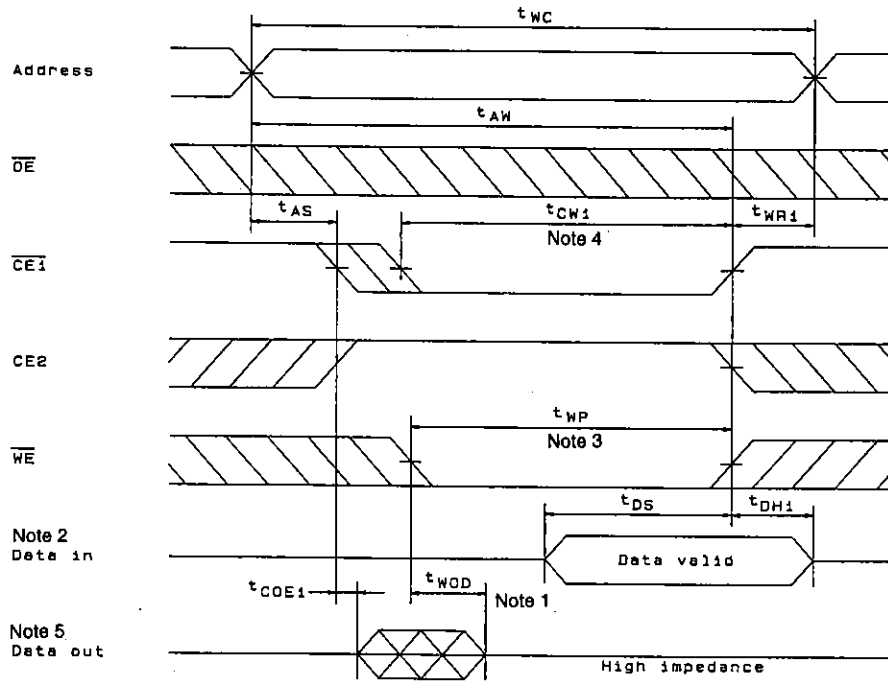 tWC
Address
tAW
OE
tAS
tCW1
tWR1
Note 4
CE1
CE2
tWP
Note 3
WE
tDS
tDH1
Note 2
Data in
Data valid
tCOE1
tWOD
Note 1
Note 5
Data out
High impedance